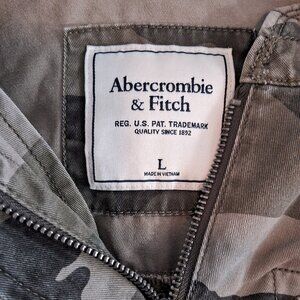 Abercrombie
& Fitch
REG. U.S. PAT. TRADEMARK
QUALITY SINCE 1892
L
MADE IN VIETNAM